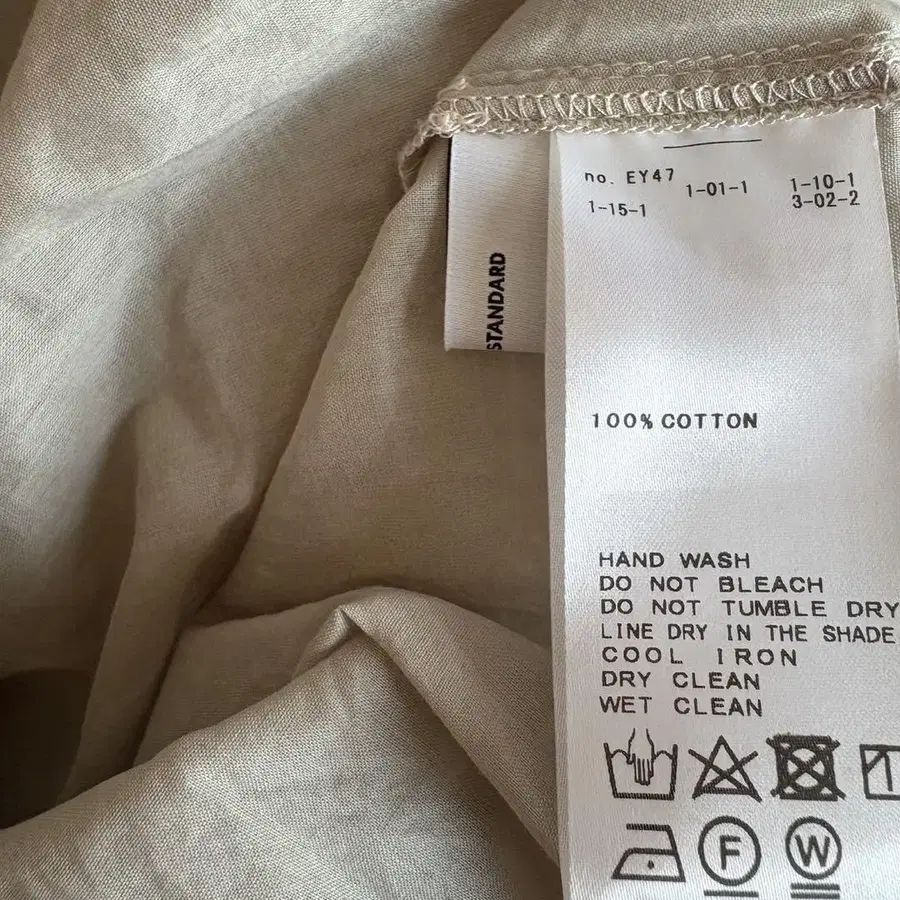 no. EY47 1-01-1 1-10-1
1-15-1 3-02-2
STANDARD
100% COTTON
HAND WASH
DO NOT BLEACH
DO NOT TUMBLE DRY
LINE DRY IN THE SHADE
COOL IRON
DRY CLEAN
WET CLEAN
F W